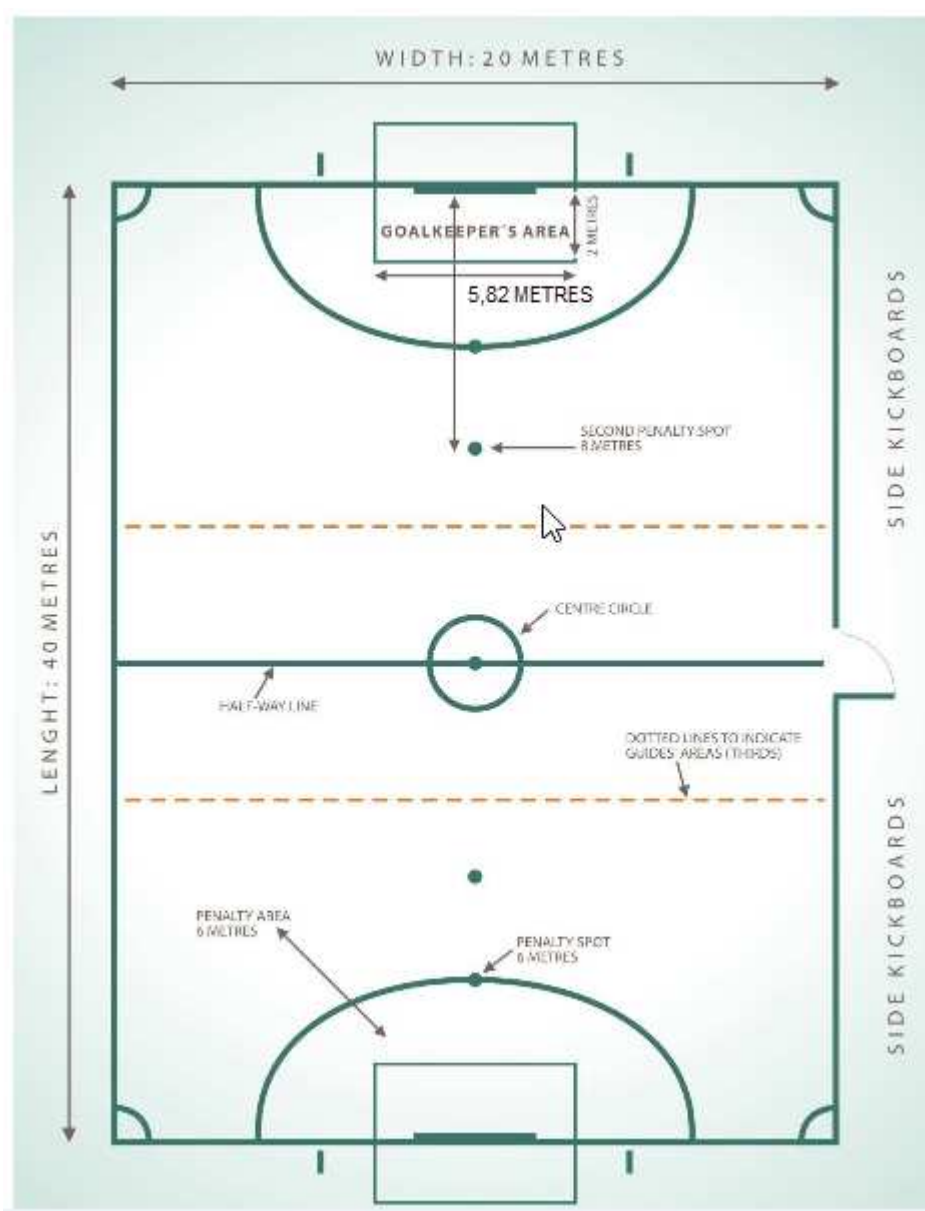 WIDTH: 20 METRES
GOALKEEPER´S AREA
2 METRES
5,82 METRES
SIDE KICKBOARDS
SECOND PENALTY SPOT
8 METRES
LENGHT: 40 METRES
CENTRE CIRCLE
HALF-WAY LINE
DOTTED LINES TO INDICATE
GUIDES' AREAS (THIRDS)
SIDE KICKBOARDS
PENALTY AREA
6 METRES
PENALTY SPOT
6 METRES